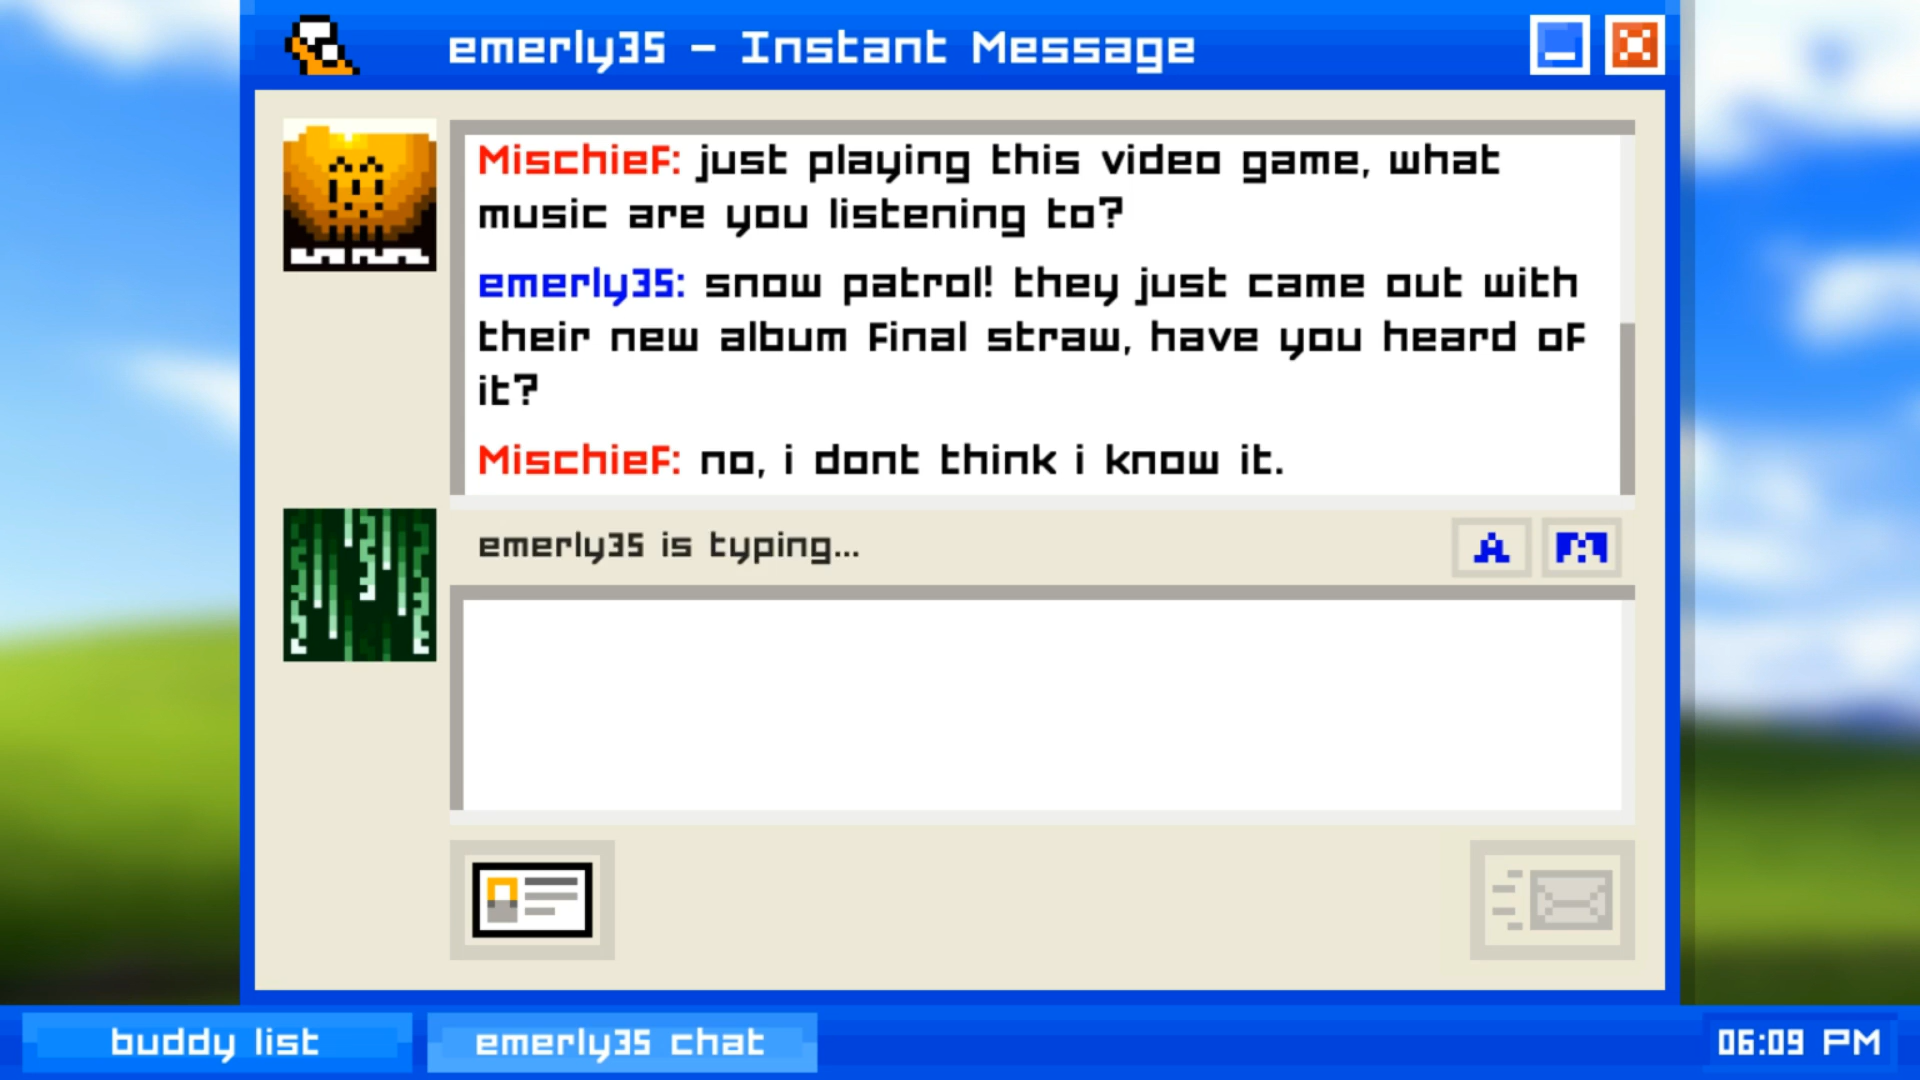 emerly35 - Instant Message
Mischief: just playing this video game, what
music are you listening to?
emerly35: snow patrol! they just came out with
their new album final straw, have you heard of
it?
Mischief: no, i dont think i know it.
emerly35 is typing...
A
buddy list
emerly35 chat
06:09 PM